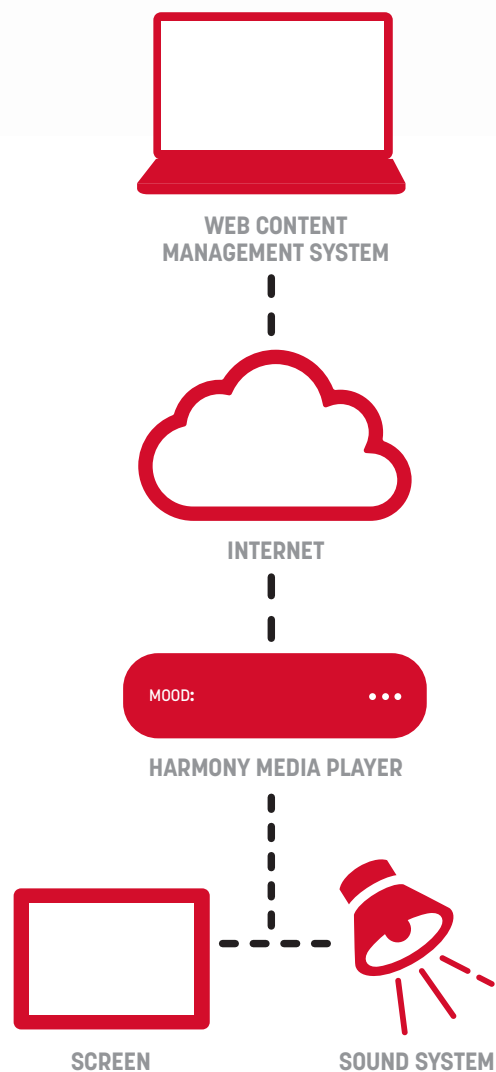 WEB CONTENT
MANAGEMENT SYSTEM
INTERNET
MOOD:
HARMONY MEDIA PLAYER
SCREEN
SOUND SYSTEM